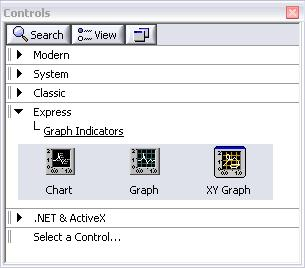 Controls
Search View
Modern
System
Classic
Express
Graph Indicators
Chart Graph XY Graph
.NET & ActiveX
Select a Control...